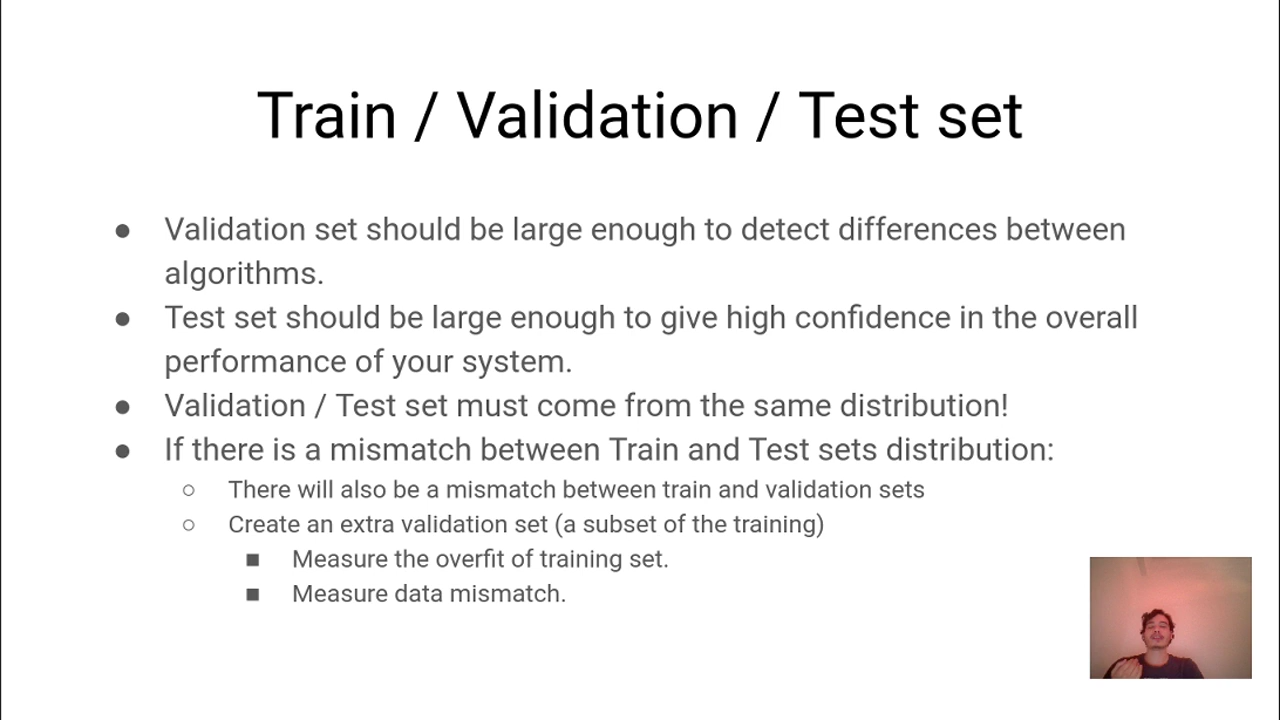 Train / Validation / Test set
● Validation set should be large enough to detect differences between
algorithms.
● Test set should be large enough to give high confidence in the overall
performance of your system.
● Validation / Test set must come from the same distribution!
● If there is a mismatch between Train and Test sets distribution:
○ There will also be a mismatch between train and validation sets
○ Create an extra validation set (a subset of the training)
■ Measure the overfit of training set.
■ Measure data mismatch.